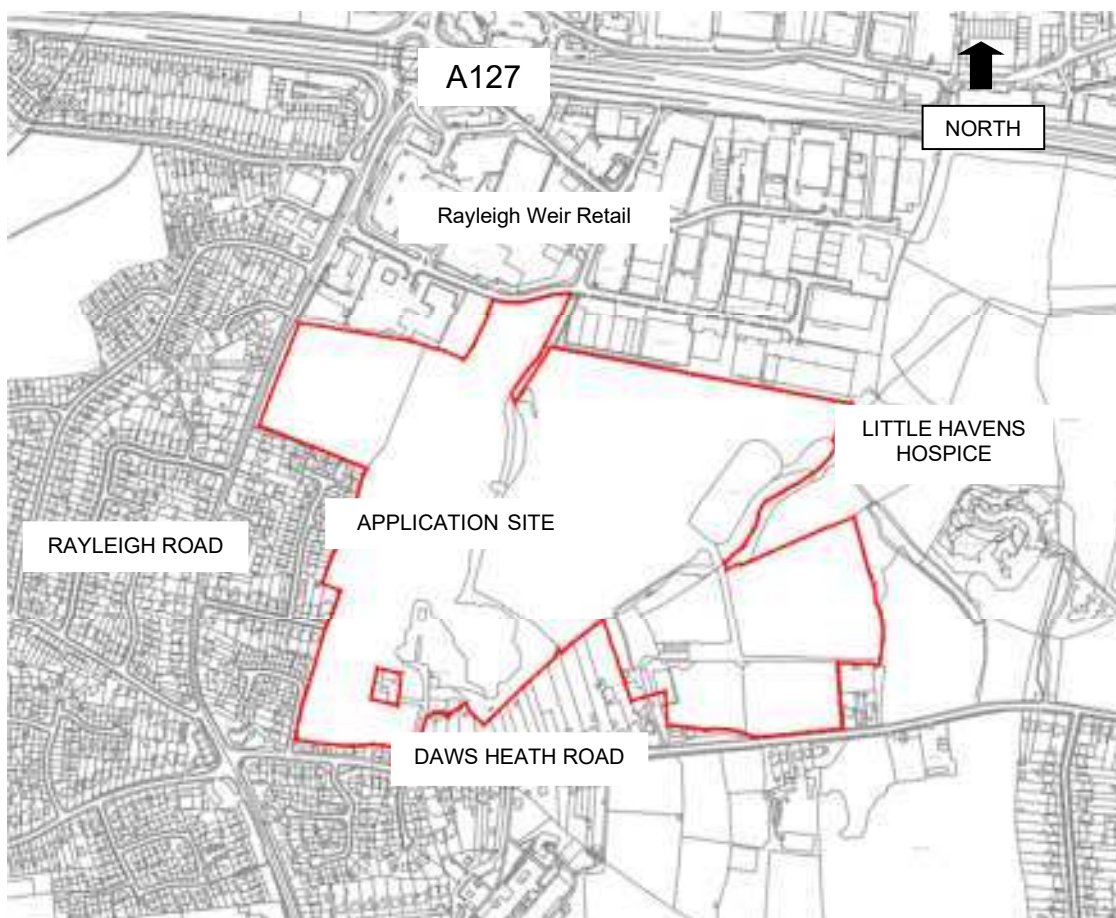 A127
NORTH
Rayleigh Weir Retail
LITTLE HAVENS
HOSPICE
APPLICATION SITE
RAYLEIGH ROAD
DAWS HEATH ROAD